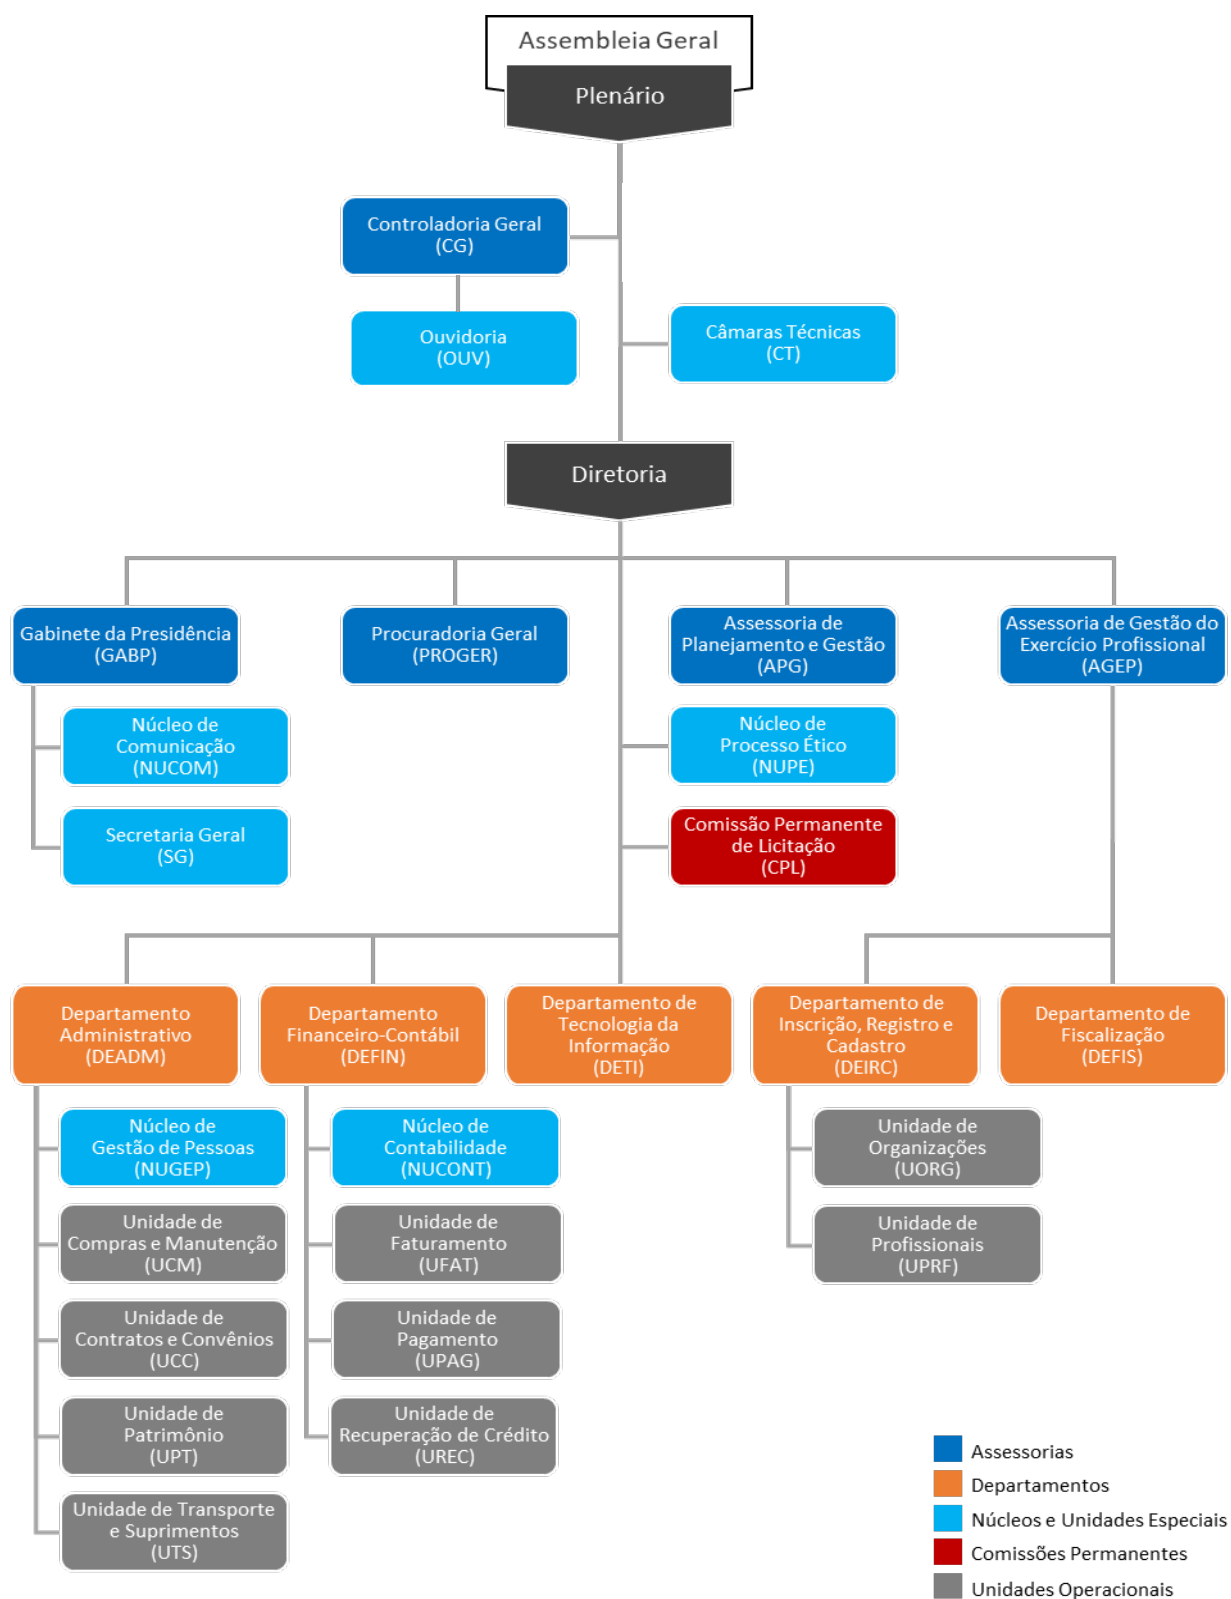 Assembleia Geral
Plenário
Controladoria Geral
(CG)
Ouvidoria
(OUV)
Câmaras Técnicas
(CT)
Diretoria
Gabinete da Presidência
(GABP)
Procuradoria Geral
(PROGER)
Assessoria de
Planejamento e Gestão
(APG)
Assessoria de Gestão do
Exercício Profissional
(AGEP)
Núcleo de
Comunicação
(NUCOM)
Núcleo de
Processo Ético
(NUPE)
Secretaria Geral
(SG)
Comissão Permanente
de Licitação
(CPL)
Departamento
Administrativo
(DEADM)
Departamento
Financeiro-Contábil
(DEFIN)
Departamento de
Tecnologia da
Informação
(DETI)
Departamento de
Inscrição, Registro e
Cadastro
(DEIRC)
Departamento de
Fiscalização
(DEFIS)
Núcleo de
Gestão de Pessoas
(NUGEP)
Unidade de
Compras e Manutenção
(UCM)
Unidade de
Contratos e Convênios
(UCC)
Unidade de
Patrimônio
(UPT)
Unidade de Transporte
e Suprimentos
(UTS)
Núcleo de
Contabilidade
(NUCONT)
Unidade de
Faturamento
(UFAT)
Unidade de
Pagamento
(UPAG)
Unidade de
Recuperação de Crédito
(UREC)
Unidade de
Organizações
(UORG)
Unidade de
Profissionais
(UPRF)
Assessorias
Departamentos
Núcleos e Unidades Especiais
Comissões Permanentes
Unidades Operacionais